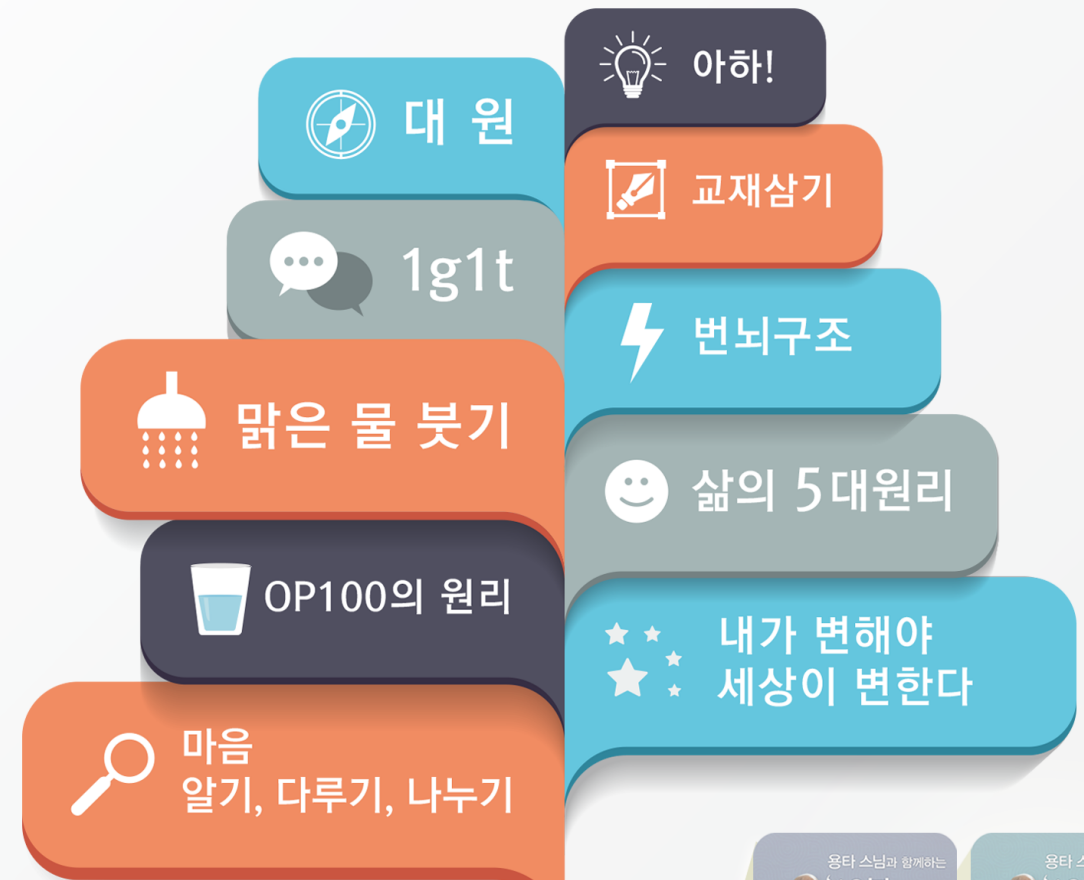 대 원
1g1t
맑은 물 붓기
OP100의 원리
마음
알기, 다루기, 나누기
아하!
교재삼기
번뇌구조
삶의 5대원리
내가 변해야
세상이 변한다
용타 스님과 함께하는
용타 스